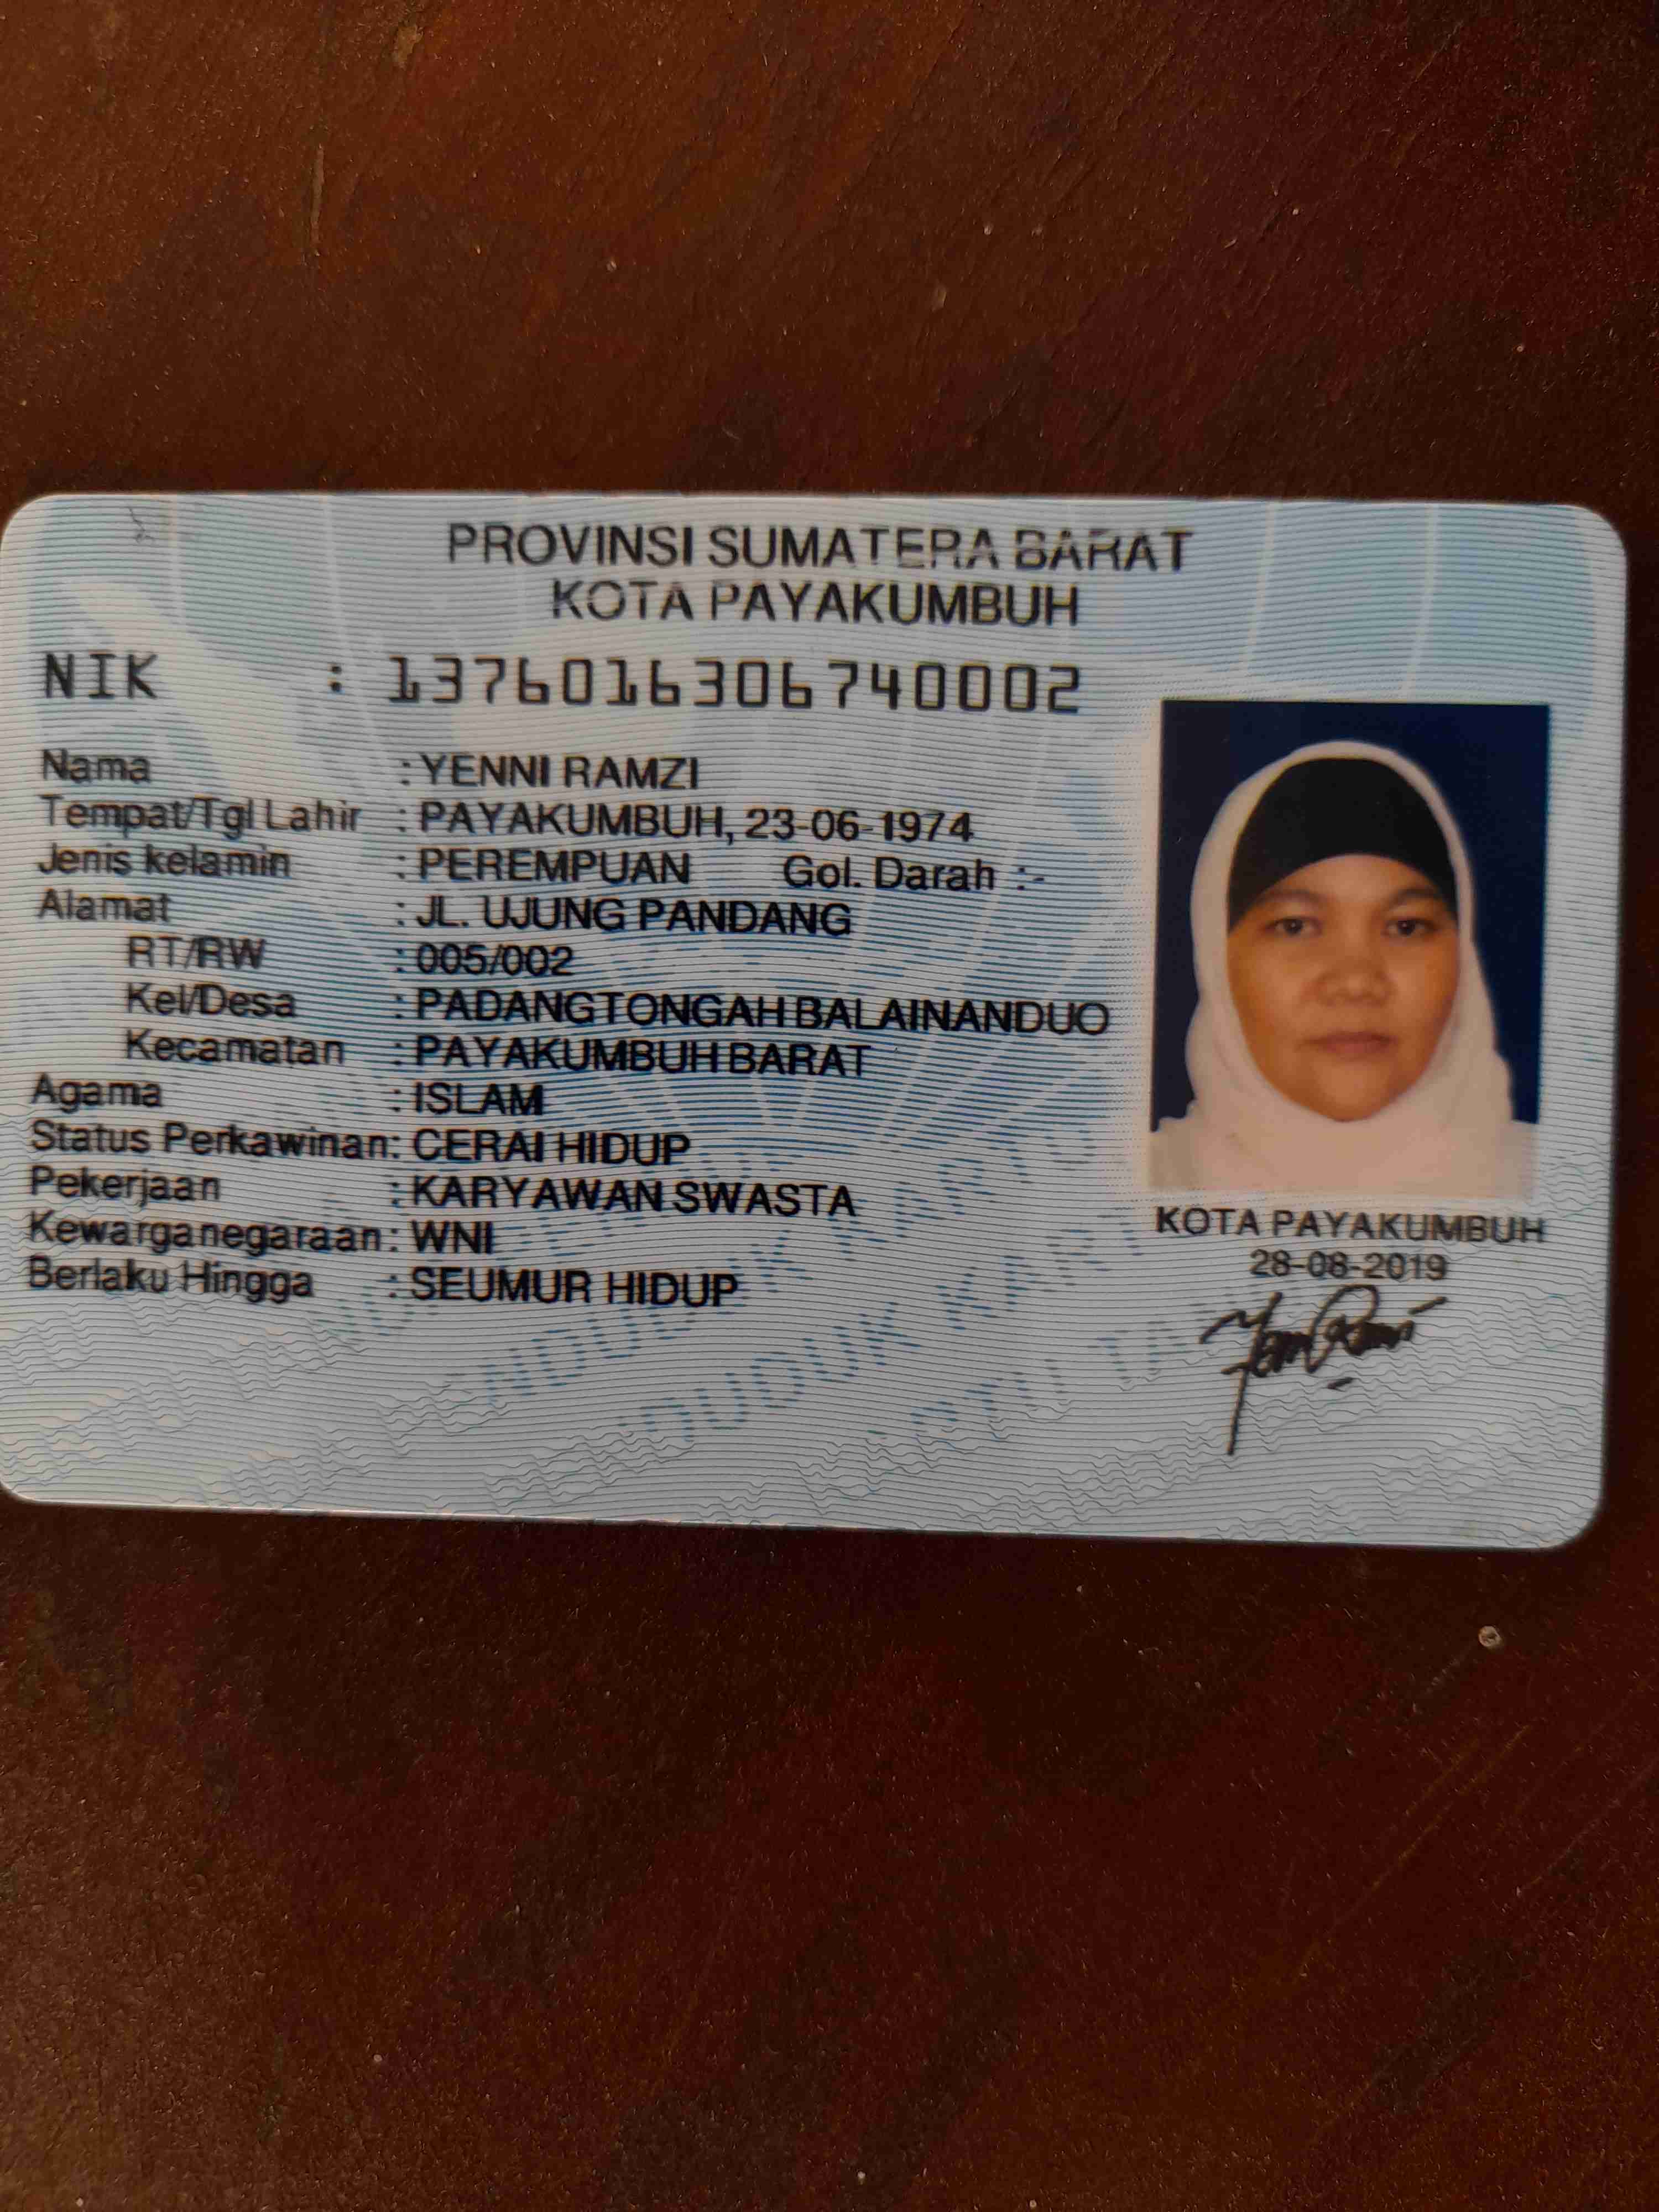 PROVINSI SUMATERA BARAT
KOTA PAYAKUMBUH
NIK : 1376016306740002
Nama : YENNI RAMZI
Tempat/Tgl Lahir : PAYAKUMBUH, 23-06-1974
Jenis kelamin : PEREMPUAN Gol. Darah :-
Alamat : JL. UJUNG PANDANG
RT/RW : 005/002
Kel/Desa : PADANGTONGAHBALAINANDUO
Kecamatan : PAYAKUMBUH BARAT
Agama : ISLAM
Status Perkawinan: CERAI HIDUP
Pekerjaan : KARYAWAN SWASTA
Kewarganegaraan: WNI
Berlaku Hingga : SEUMUR HIDUP
KOTA PAYAKUMBUH
28-08-2019